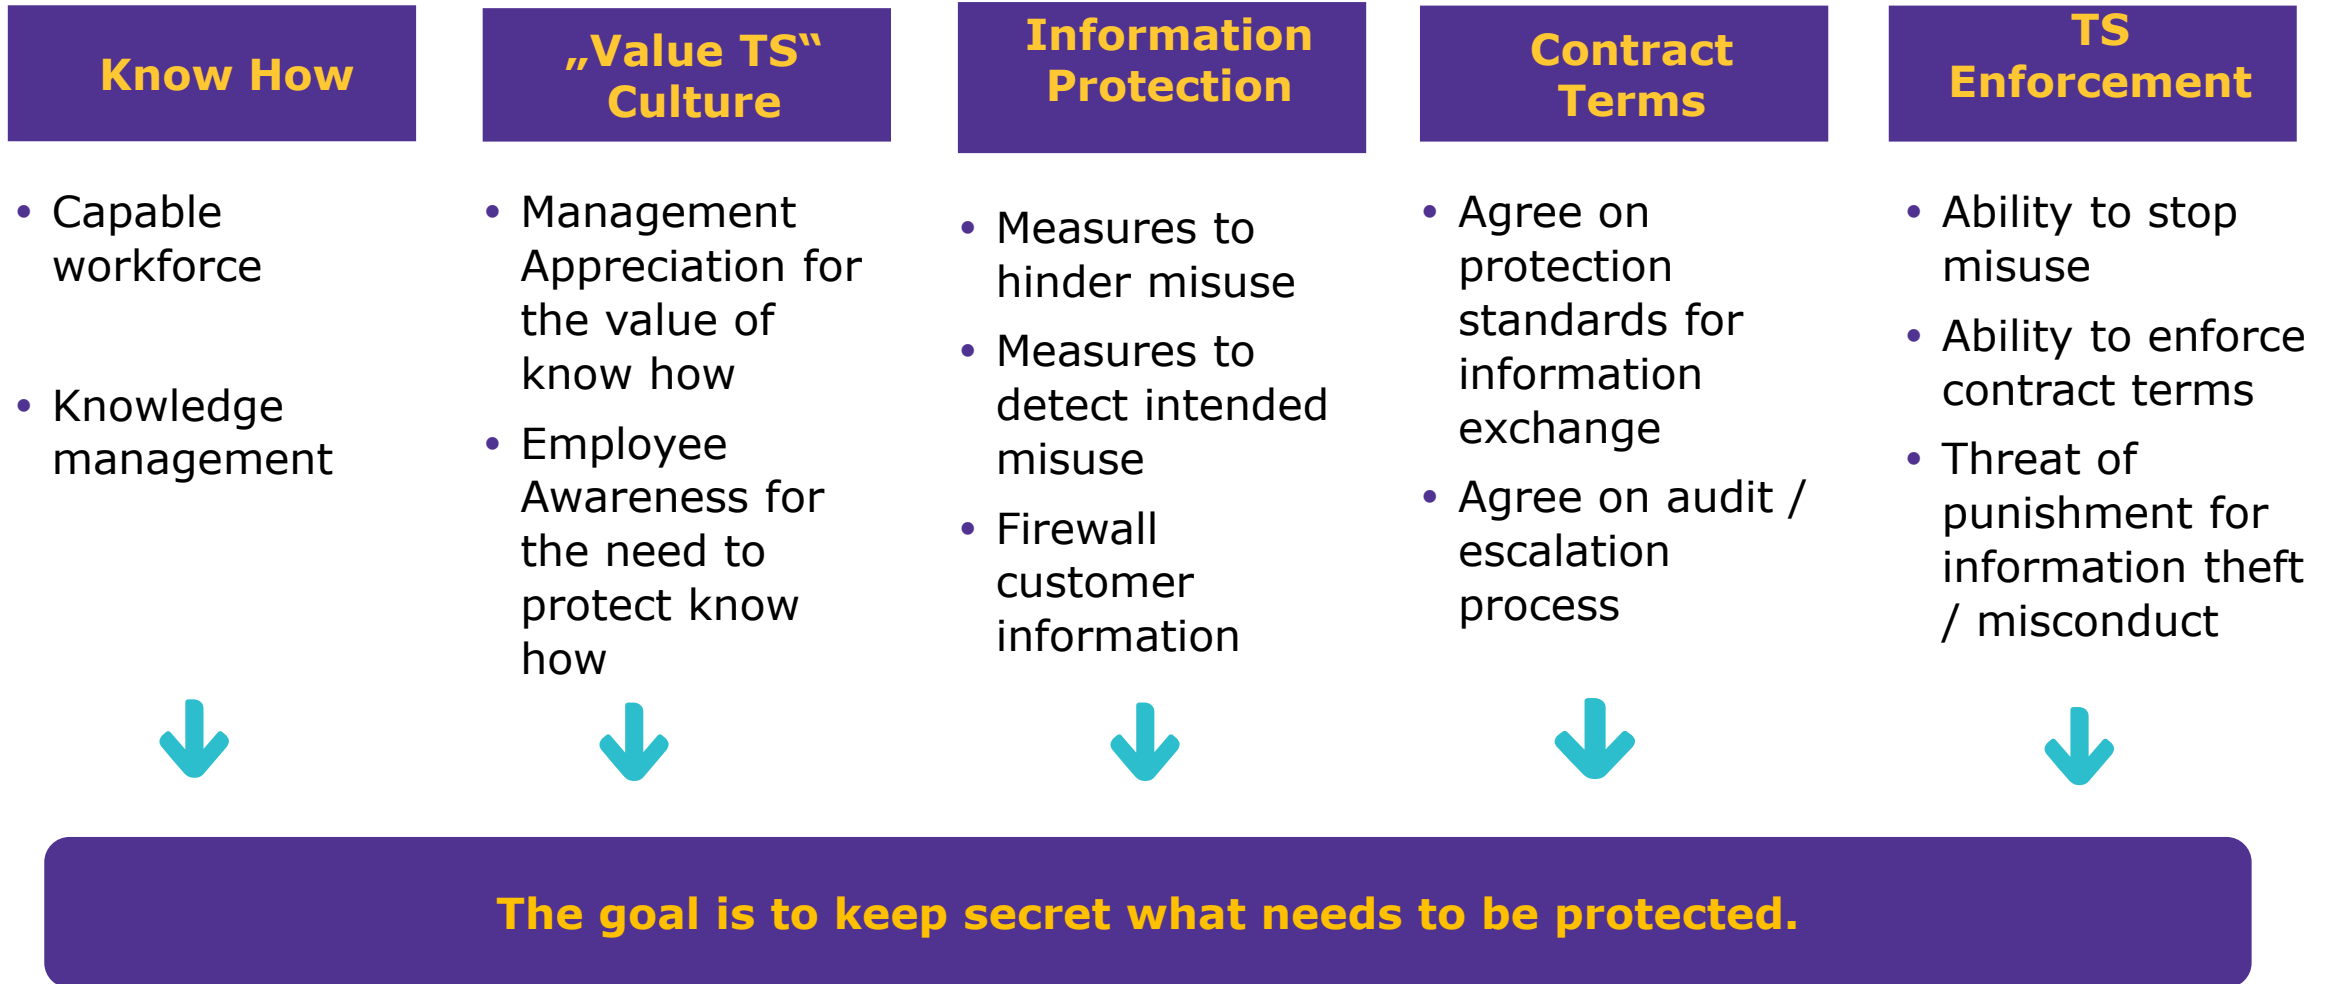 Know How
• Capable
workforce
• Knowledge
management
„Value TS“
Culture
• Management
Appreciation for
the value of
know how
• Employee
Awareness for
the need to
protect know
how
Information
Protection
• Measures to
hinder misuse
• Measures to
detect intended
misuse
• Firewall
customer
information
Contract
Terms
• Agree on
protection
standards for
information
exchange
• Agree on audit /
escalation
process
TS
Enforcement
• Ability to stop
misuse
• Ability to enforce
contract terms
• Threat of
punishment for
information theft
/ misconduct
The goal is to keep secret what needs to be protected.